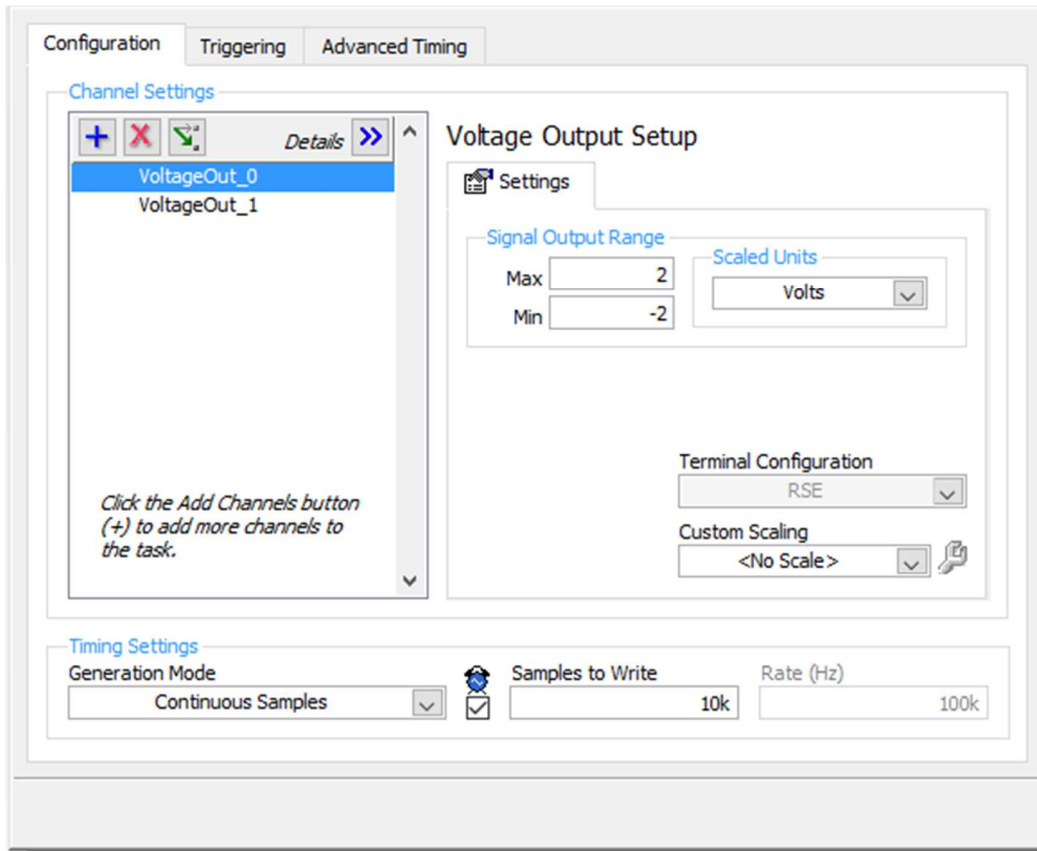 Configuration
Triggering
Advanced Timing
Channel Settings
Details
VoltageOut_0
VoltageOut_1
Click the Add Channels button
(+) to add more channels to
the task.
Voltage Output Setup
Settings
Signal Output Range
Max 2
Min -2
Scaled Units
Volts
Terminal Configuration
RSE
Custom Scaling
<No Scale>
Timing Settings
Generation Mode
Continuous Samples
Samples to Write
10k
Rate (Hz)
100k